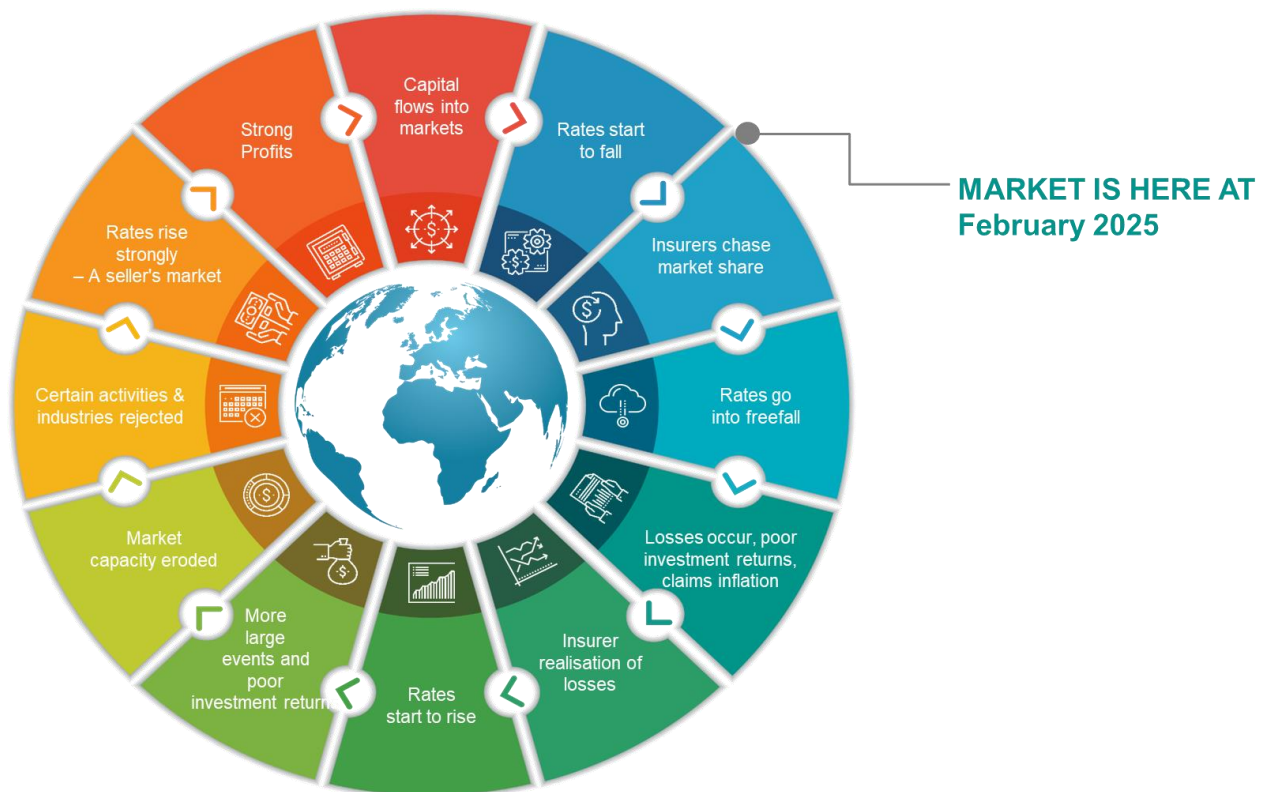 Capital
flows into
markets
Rates start
to fall
MARKET IS HERE AT
February 2025
Insurers chase
market share
Rates go
into freefall
Losses occur, poor
investment returns,
claims inflation
Insurer
realisation of
losses
Rates
start to rise
More
large
events and
poor
investment return
Market
capacity eroded
Certain activities &
industries rejected
Rates rise
strongly
– A seller's market
Strong
Profits